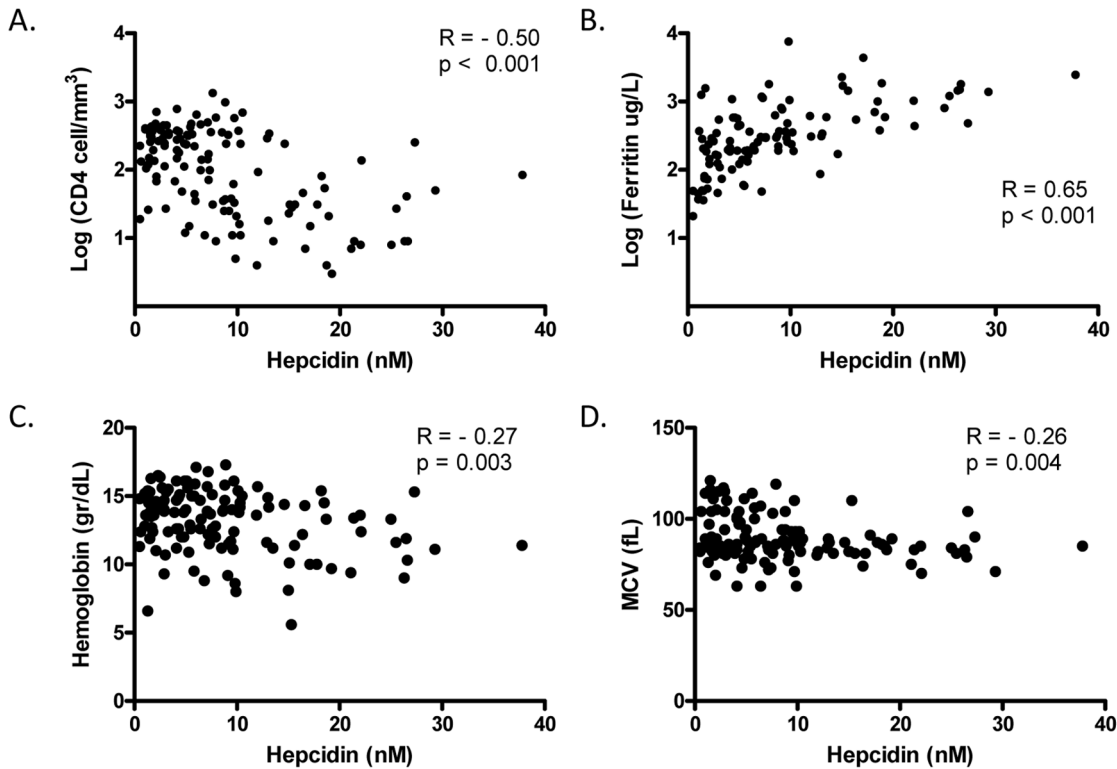 A.
R = - 0.50
p < 0.001
Log (CD4 cell/mm³)
4
3
2
1
0 10 20 30 40
Hepcidin (nM)
B.
R = 0.65
p < 0.001
Log (Ferritin ug/L)
4
3
2
1
0 10 20 30 40
Hepcidin (nM)
C.
R = - 0.27
p = 0.003
Hemoglobin (gr/dL)
20
15
10
5
0
0 10 20 30 40
Hepcidin (nM)
D.
R = - 0.26
p = 0.004
MCV (fL)
150
100
50
0
0 10 20 30 40
Hepcidin (nM)